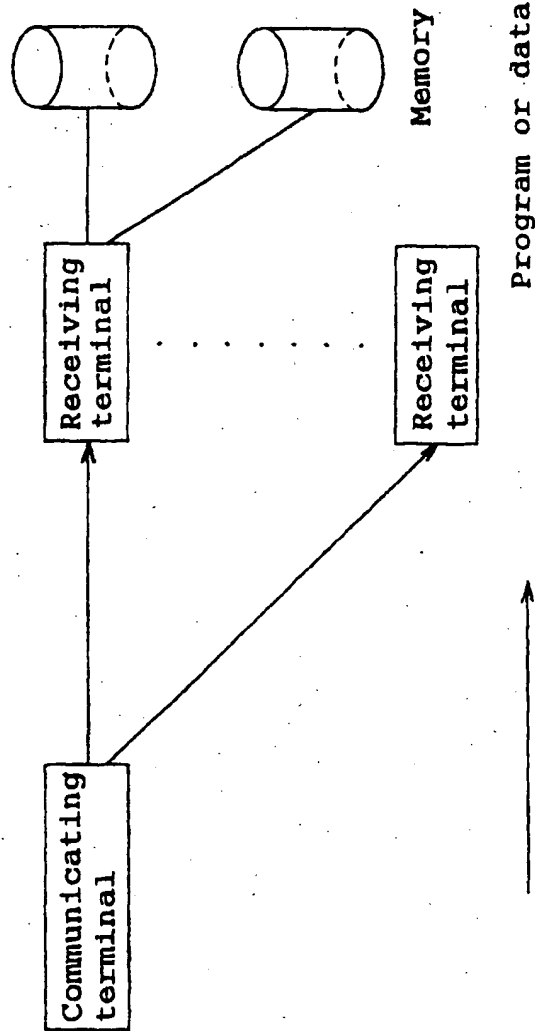 Communicating
terminal
Receiving
terminal
Receiving
terminal
Memory
Program or data